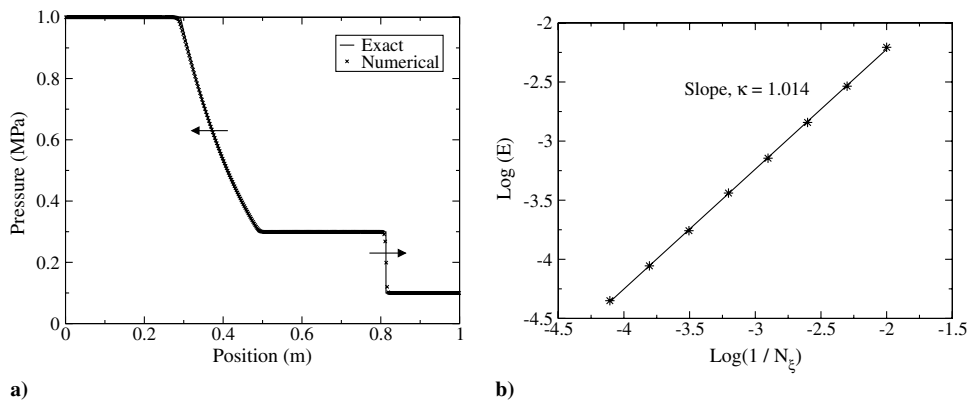 1.0
0.8
0.6
0.4
0.2
0.0
0
0.2
0.4
0.6
0.8
1
Pressure (MPa)
Position (m)
Exact
Numerical
a)
-2
-2.5
-3
-3.5
-4
-4.5
-4.5
-4
-3.5
-3
-2.5
-2
-1.5
Log (E)
Log(1 / Nξ)
Slope, κ = 1.014
b)